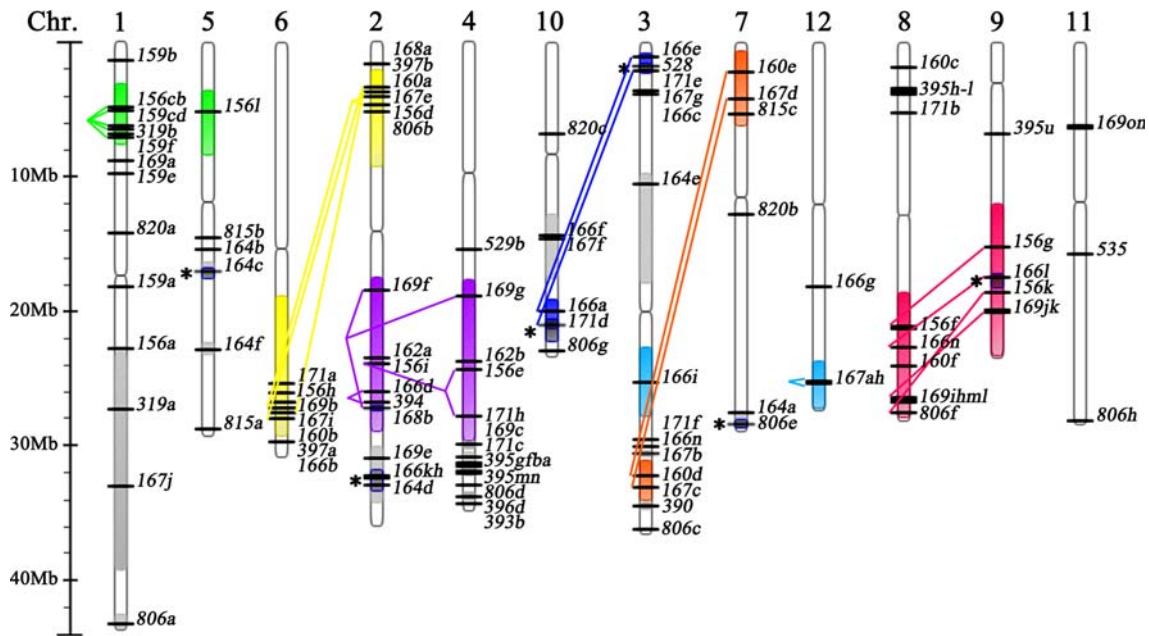 Chr. 1 5 6 2 4 10 3 7 12 8 9 11
10Mb
20Mb
30Mb
40Mb
159b
156cb
159cd
319b
159f
169a
159e
820a
159a
156a
319a
167j
806a
156l
815b
164b
*
164c
164f
815a
171a
156h
169b
167i
160b
397a
166b
168a
397b
160a
167e
156d
806b
169f
162a
156i
166d
394
168b
169e
166kh
*
164d
529b
169g
162b
156e
171h
169c
171c
395gfba
395mn
806d
396d
393b
820c
166f
167f
166a
171d
*
806g
166e
*
528
171e
167g
166c
164e
166i
171f
166n
167b
160d
167c
390
806c
160e
167d
815c
820b
164a
*
806e
166g
167ah
160c
395h-l
171b
156f
166n
160f
169ihml
806f
395u
156g
166l
*
156k
169jk
169on
535
806h